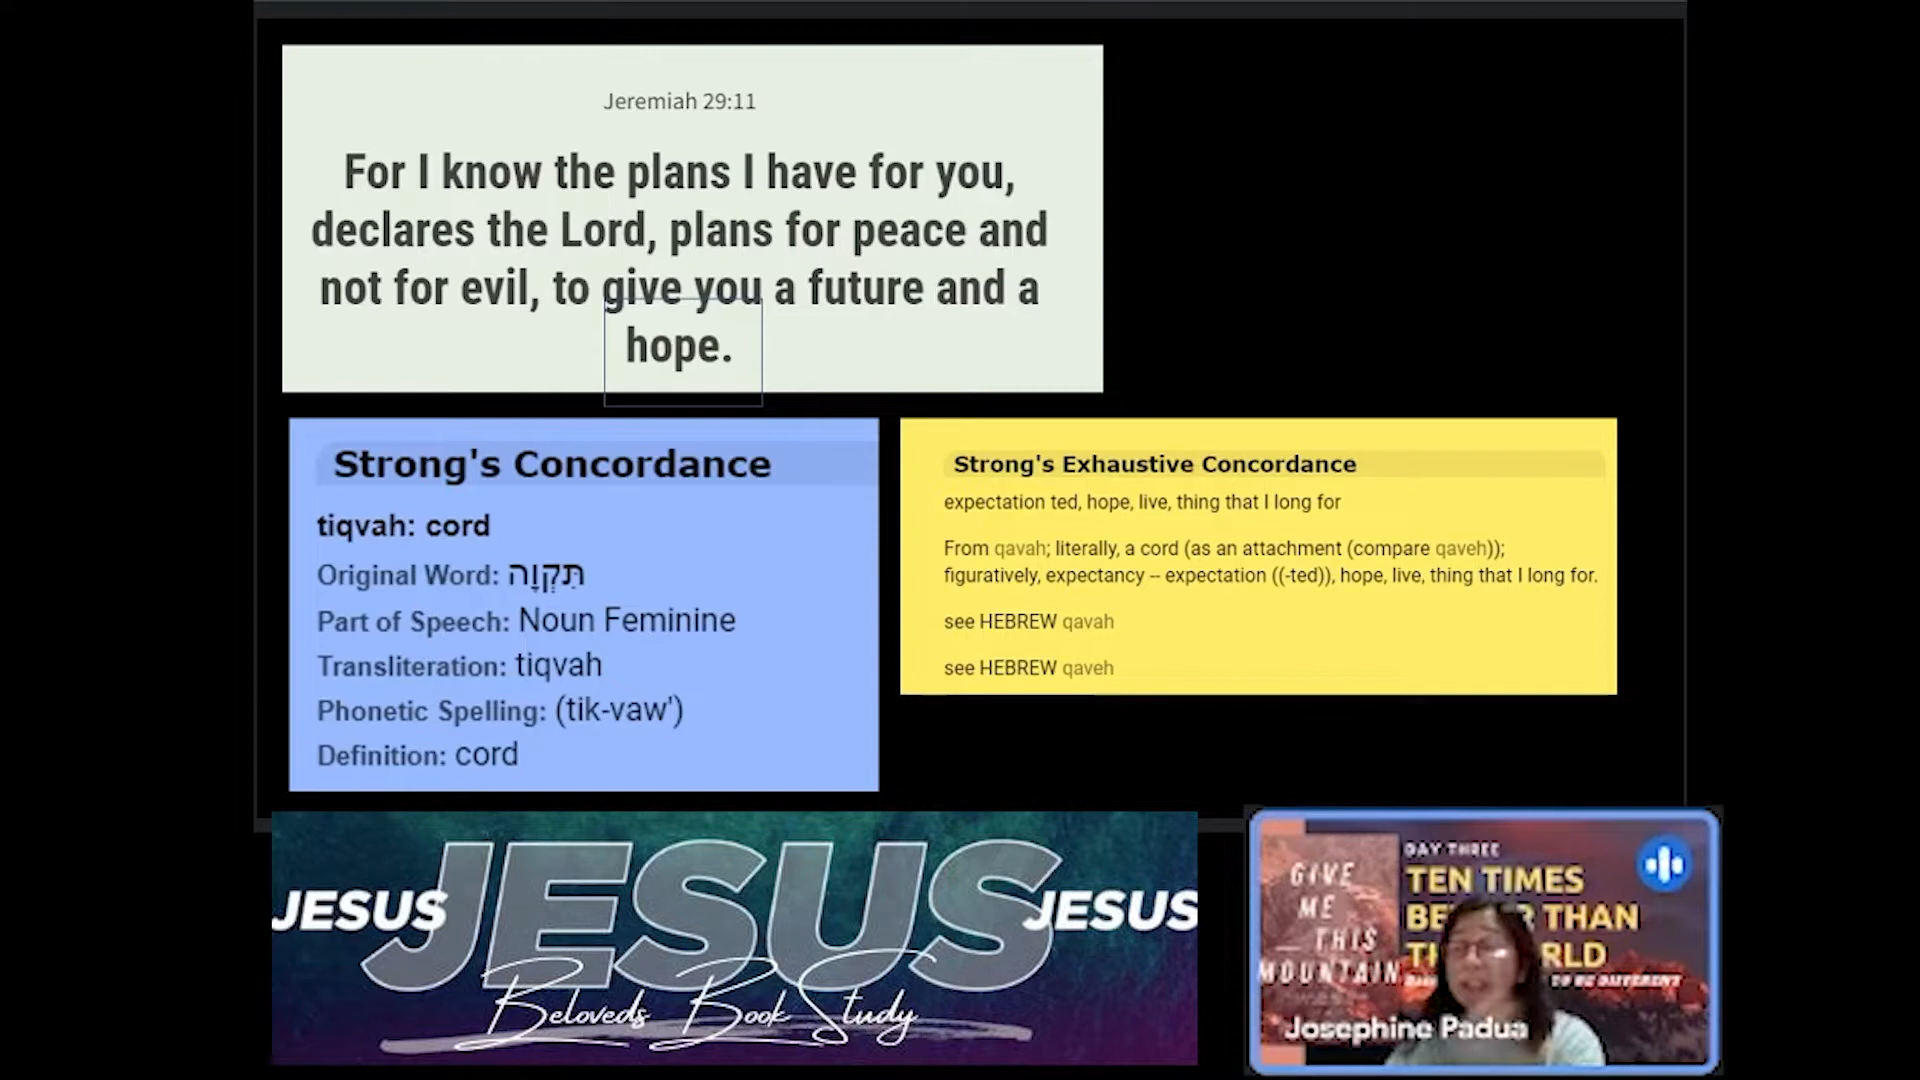 Jeremiah 29:11
For I know the plans I have for you,
declares the Lord, plans for peace and
not for evil, to give you a future and a
hope.
Strong's Concordance
tiqvah: cord
Original Word: תִּקְוָה
Part of Speech: Noun Feminine
Transliteration: tiqvah
Phonetic Spelling: (tik-vaw')
Definition: cord
Strong's Exhaustive Concordance
expectation ted, hope, live, thing that I long for
From qavah; literally, a cord (as an attachment (compare qaveh));
figuratively, expectancy -- expectation ((-ted)), hope, live, thing that I long for.
see HEBREW qavah
see HEBREW qaveh
JESUS JESUS JESUS
Beloveds Book Study
GIVE
ME
THIS
MOUNTAIN
DAY THREE
TEN TIMES
THAN
TO BE DIFFERENT
Josephine Padua